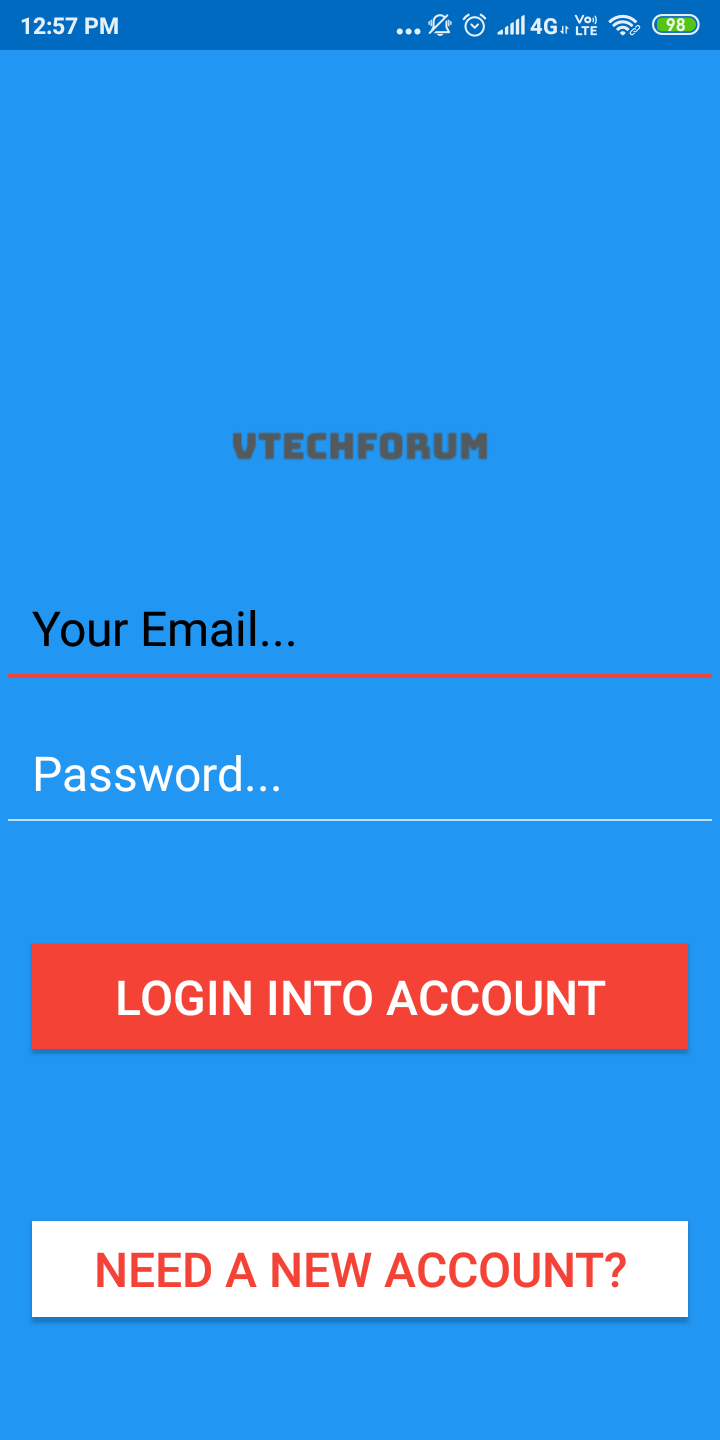 12:57 PM ... 4G Vo)) LTE 98
VTECHFORUM
Your Email...
Password...
LOGIN INTO ACCOUNT
NEED A NEW ACCOUNT?